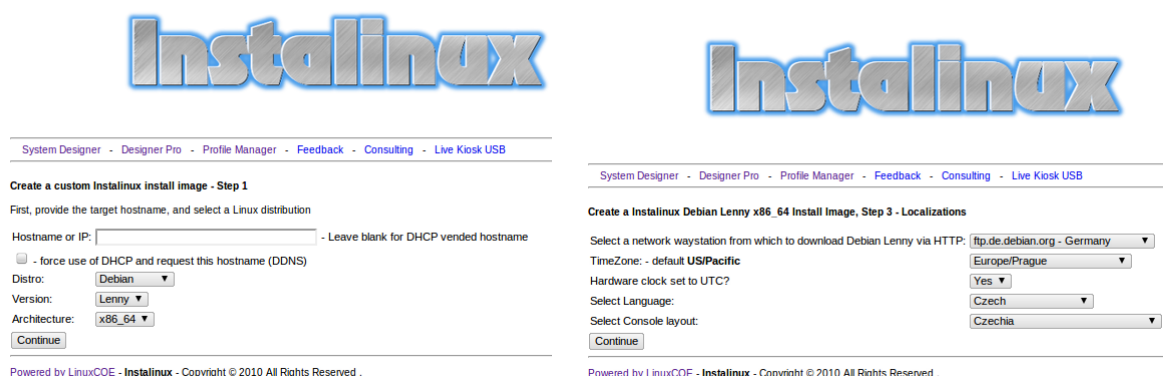 Instalinux
System Designer - Designer Pro - Profile Manager - Feedback - Consulting - Live Kiosk USB
Create a custom Instalinux install image - Step 1
First, provide the target hostname, and select a Linux distribution
Hostname or IP: - Leave blank for DHCP vended hostname
- force use of DHCP and request this hostname (DDNS)
Distro: Debian
Version: Lenny
Architecture: x86_64
Continue
Powered by LinuxCOE - Instalinux - Copyright © 2010 All Rights Reserved .
Instalinux
System Designer - Designer Pro - Profile Manager - Feedback - Consulting - Live Kiosk USB
Create a Instalinux Debian Lenny x86_64 Install Image, Step 3 - Localizations
Select a network waystation from which to download Debian Lenny via HTTP: ftp.de.debian.org - Germany
TimeZone: - default US/Pacific Europe/Prague
Hardware clock set to UTC? Yes
Select Language: Czech
Select Console layout: Czechia
Continue
Powered by LinuxCOE - Instalinux - Copyright © 2010 All Rights Reserved .